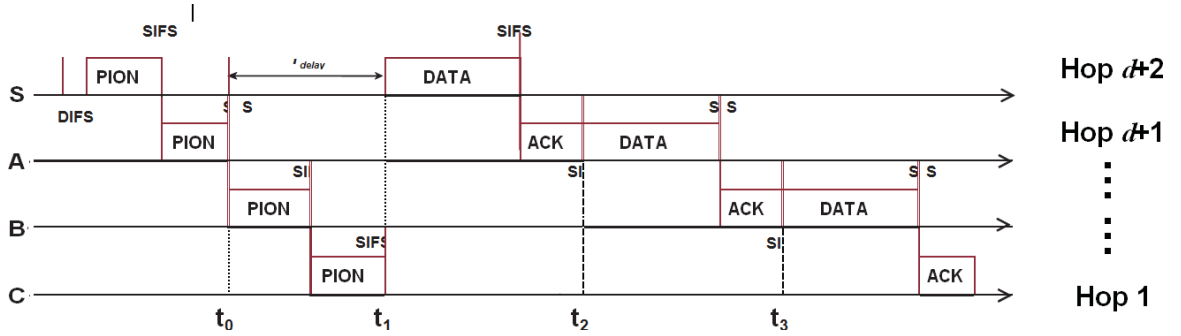 SIFS SIFS Hop d+2
PION delay DATA
S
DIFS S S S Hop d+1
PION ACK DATA
A
SI SI S S
PION ACK DATA
B
SIFS SI
PION ACK
C Hop 1
t0 t1 t2 t3